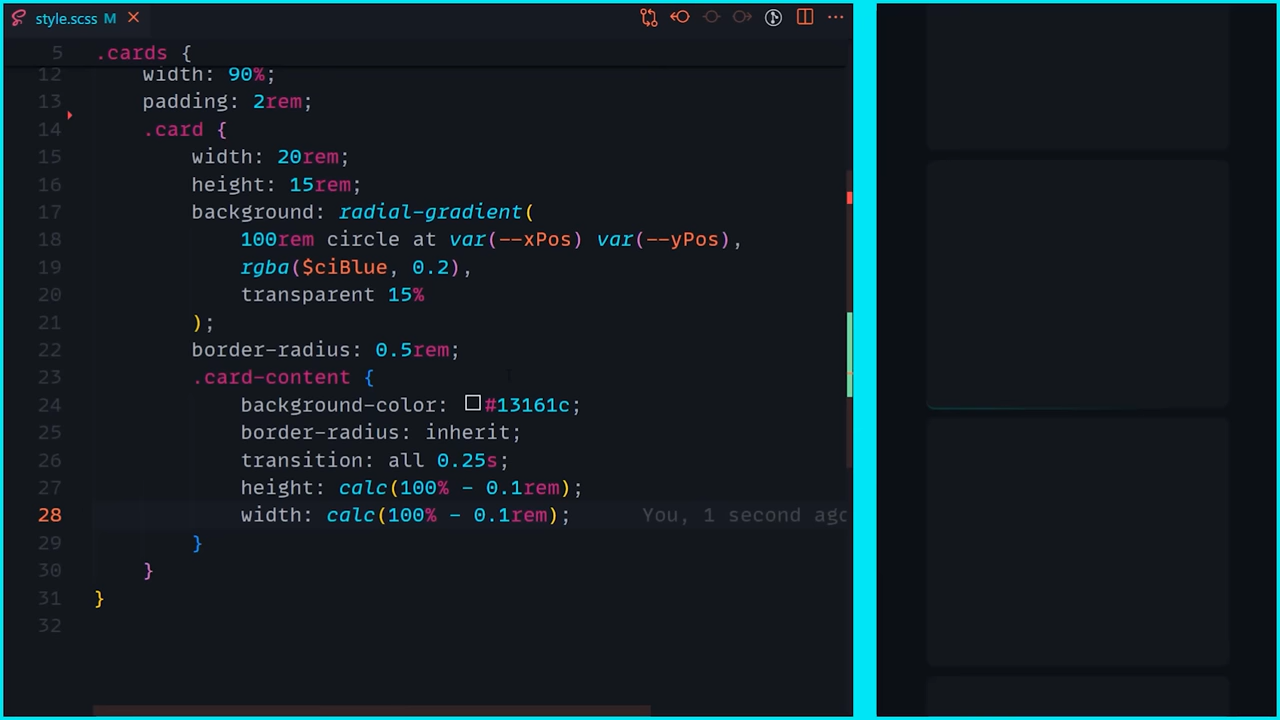 style.scss M
5 .cards {
12 width: 90%;
13 padding: 2rem;
14 .card {
15 width: 20rem;
16 height: 15rem;
17 background: radial-gradient(
18 100rem circle at var(--xPos) var(--yPos),
19 rgba($ciBlue, 0.2),
20 transparent 15%
21 );
22 border-radius: 0.5rem;
23 .card-content {
24 background-color: #13161c;
25 border-radius: inherit;
26 transition: all 0.25s;
27 height: calc(100% - 0.1rem);
28 width: calc(100% - 0.1rem); You, 1 second ago
29 }
30 }
31 }
32